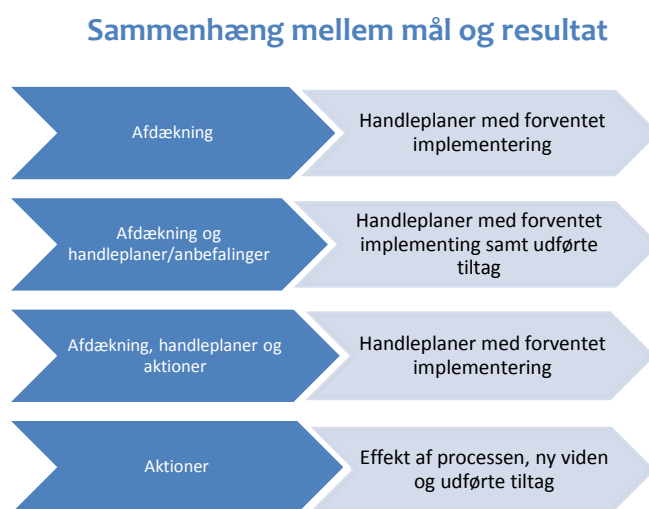 Sammenhæng mellem mål og resultat
Afdækning
Handleplaner med forventet
implementering
Afdækning og
handleplaner/anbefalinger
Handleplaner med forventet
implementing samt udførte
tiltag
Afdækning, handleplaner og
aktioner
Handleplaner med forventet
implementering
Aktioner
Effekt af processen, ny viden
og udførte tiltag